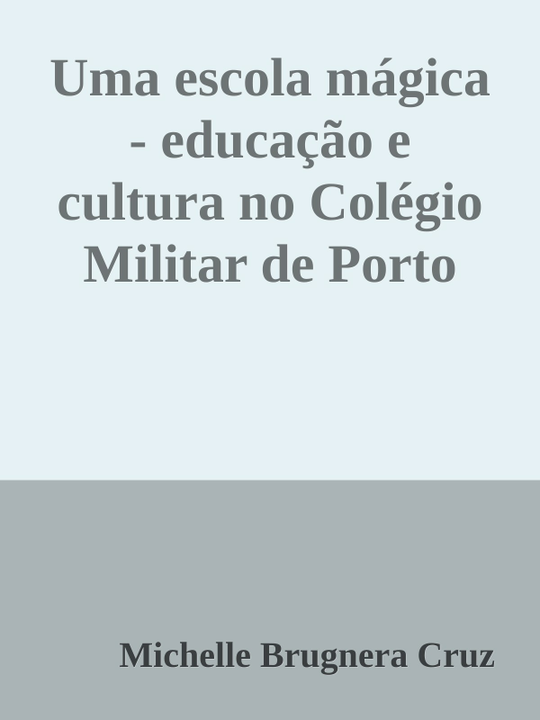 Uma escola mágica
- educação e
cultura no Colégio
Militar de Porto
Michelle Brugnera Cruz